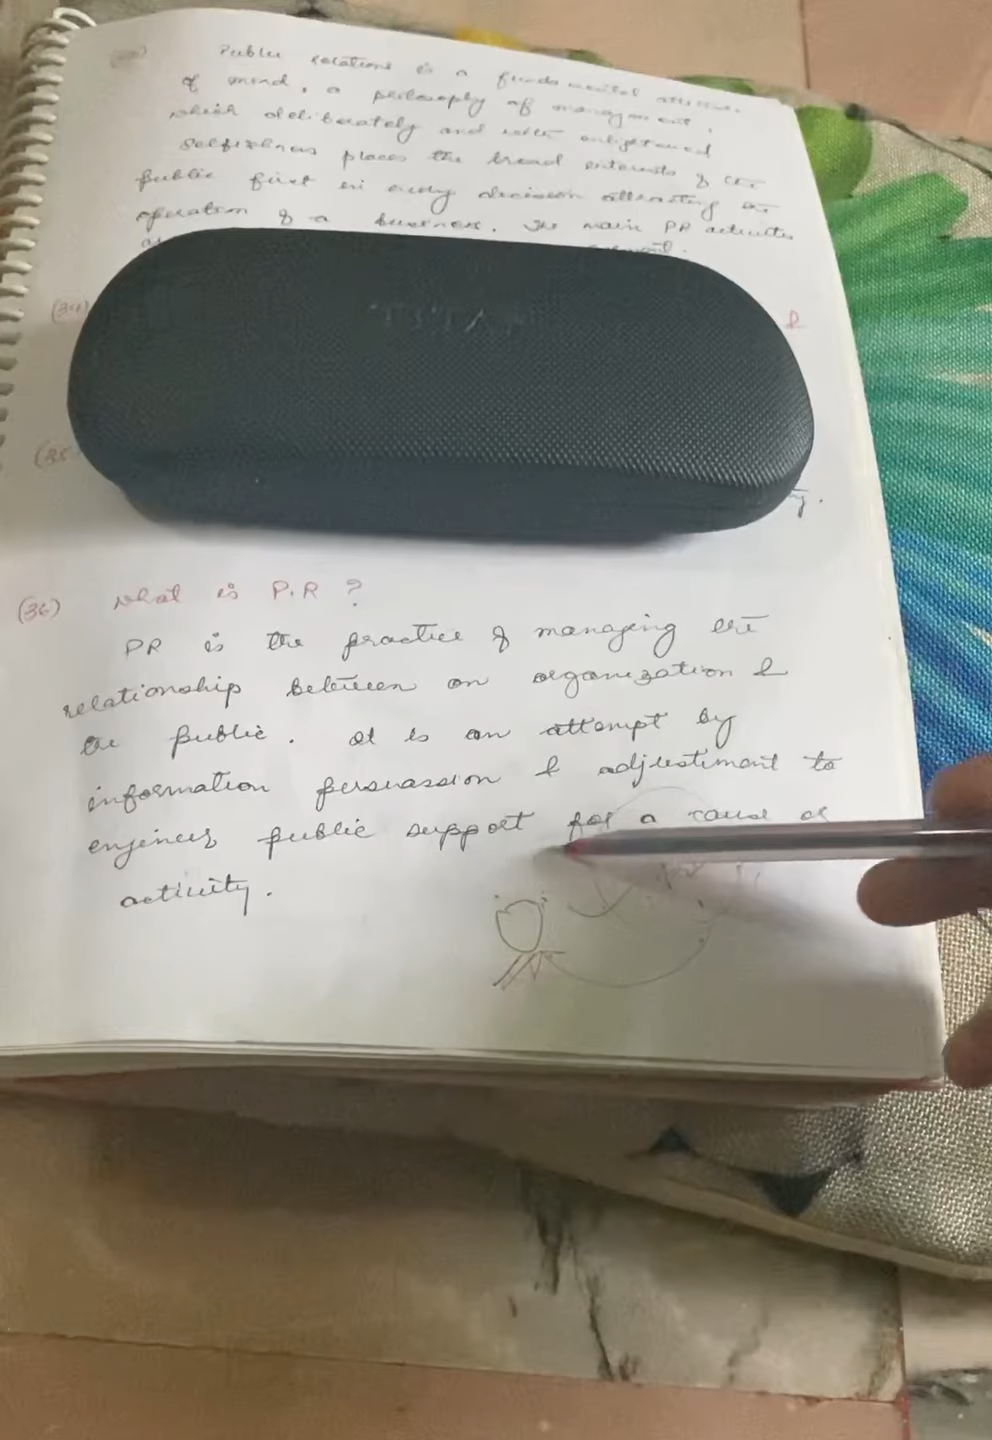 Public relations is a fundamental
of mind, a philosophy of management,
which deliberately and with enlightened
selfishness places the broad interests of the
public first in every decision affecting the
operation of a business. The main PR activities
(34) &
(35
y.
(36) What is P.R ?
PR is the practice of managing the
relationship between an organization &
the public. It is an attempt by
information persuassion & adjustment to
engineer public support for a cause or
activity.